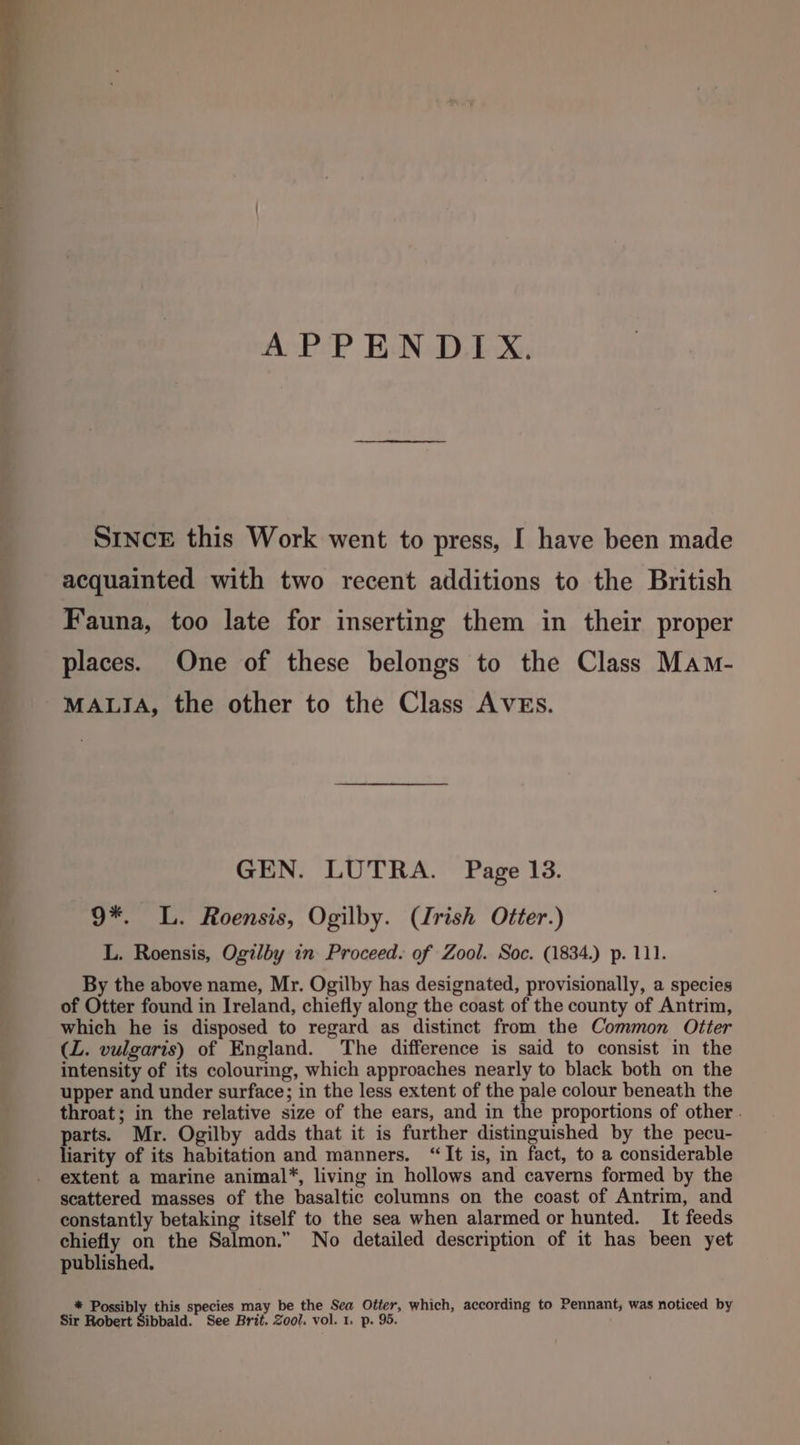 APPENDIX.
SINCE this Work went to press, I have been made
acquainted with two recent additions to the British
Fauna, too late for inserting them in their proper
places. One of these belongs to the Class MAM-
MALIA, the other to the Class AVES.
GEN. LUTRA. Page 13.
9*. L. Roensis, Ogilby. (Irish Otter.)
L. Roensis, Ogilby in Proceed. of Zool. Soc. (1834.) p. 111.
By the above name, Mr. Ogilby has designated, provisionally, a species
of Otter found in Ireland, chiefly along the coast of the county of Antrim,
which he is disposed to regard as distinct from the Common Otter
(L. vulgaris) of England. The difference is said to consist in the
intensity of its colouring, which approaches nearly to black both on the
upper and under surface; in the less extent of the pale colour beneath the
throat; in the relative size of the ears, and in the proportions of other
parts. Mr. Ogilby adds that it is further distinguished by the pecu-
liarity of its habitation and manners. “It is, in fact, to a considerable
extent a marine animal*, living in hollows and caverns formed by the
scattered masses of the basaltic columns on the coast of Antrim, and
constantly betaking itself to the sea when alarmed or hunted. It feeds
chiefly on the Salmon.” No detailed description of it has been yet
published.
* Possibly this species may be the Sea Otter, which, according to Pennant, was noticed by
Sir Robert Sibbald. See Brit. Zool. vol. I. p. 95.